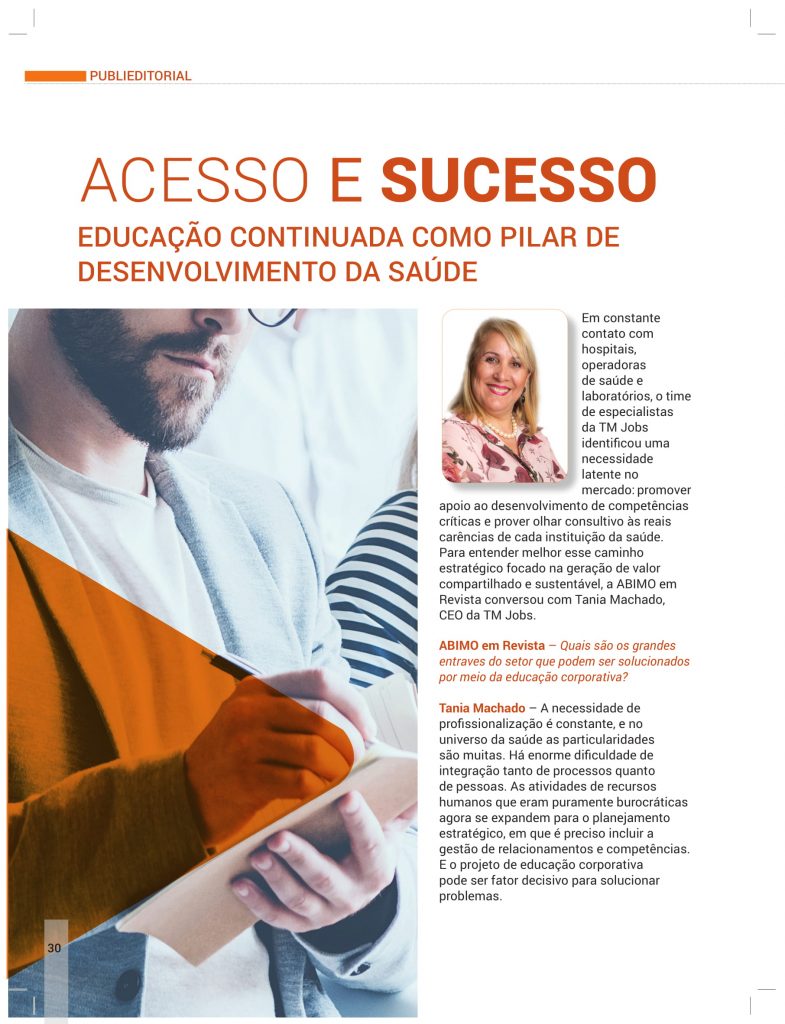 PUBLIEDITORIAL
ACESSO E SUCESSO
EDUCAÇÃO CONTINUADA COMO PILAR DE
DESENVOLVIMENTO DA SAÚDE
Em constante
contato com
hospitais,
operadoras
de saúde e
laboratórios, o time
de especialistas
da TM Jobs
identificou uma
necessidade
latente no
mercado: promover
apoio ao desenvolvimento de competências
críticas e prover olhar consultivo às reais
carências de cada instituição da saúde.
Para entender melhor esse caminho
estratégico focado na geração de valor
compartilhado e sustentável, a ABIMO em
Revista conversou com Tania Machado,
CEO da TM Jobs.
ABIMO em Revista – Quais são os grandes
entraves do setor que podem ser solucionados
por meio da educação corporativa?
Tania Machado – A necessidade de
profissionalização é constante, e no
universo da saúde as particularidades
são muitas. Há enorme dificuldade de
integração tanto de processos quanto
de pessoas. As atividades de recursos
humanos que eram puramente burocráticas
agora se expandem para o planejamento
estratégico, em que é preciso incluir a
gestão de relacionamentos e competências.
E o projeto de educação corporativa
pode ser fator decisivo para solucionar
problemas.
30